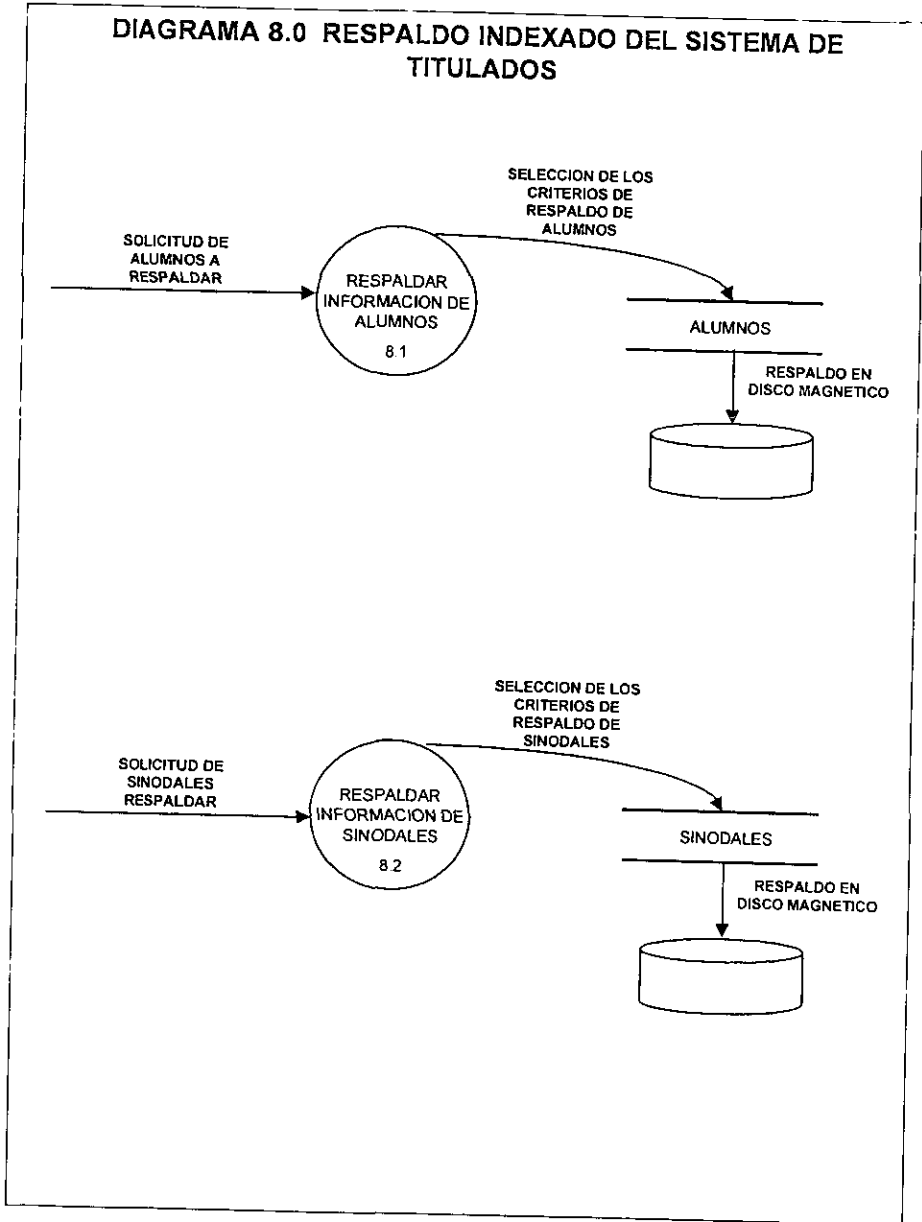 DIAGRAMA 8.0 RESPALDO INDEXADO DEL SISTEMA DE
TITULADOS
SELECCION DE LOS
CRITERIOS DE
RESPALDO DE
ALUMNOS
SOLICITUD DE
ALUMNOS A
RESPALDAR
RESPALDAR
INFORMACION DE
ALUMNOS
8.1
ALUMNOS
RESPALDO EN
DISCO MAGNETICO
SELECCION DE LOS
CRITERIOS DE
RESPALDO DE
SINODALES
SOLICITUD DE
SINODALES
RESPALDAR
RESPALDAR
INFORMACION DE
SINODALES
8.2
SINODALES
RESPALDO EN
DISCO MAGNETICO